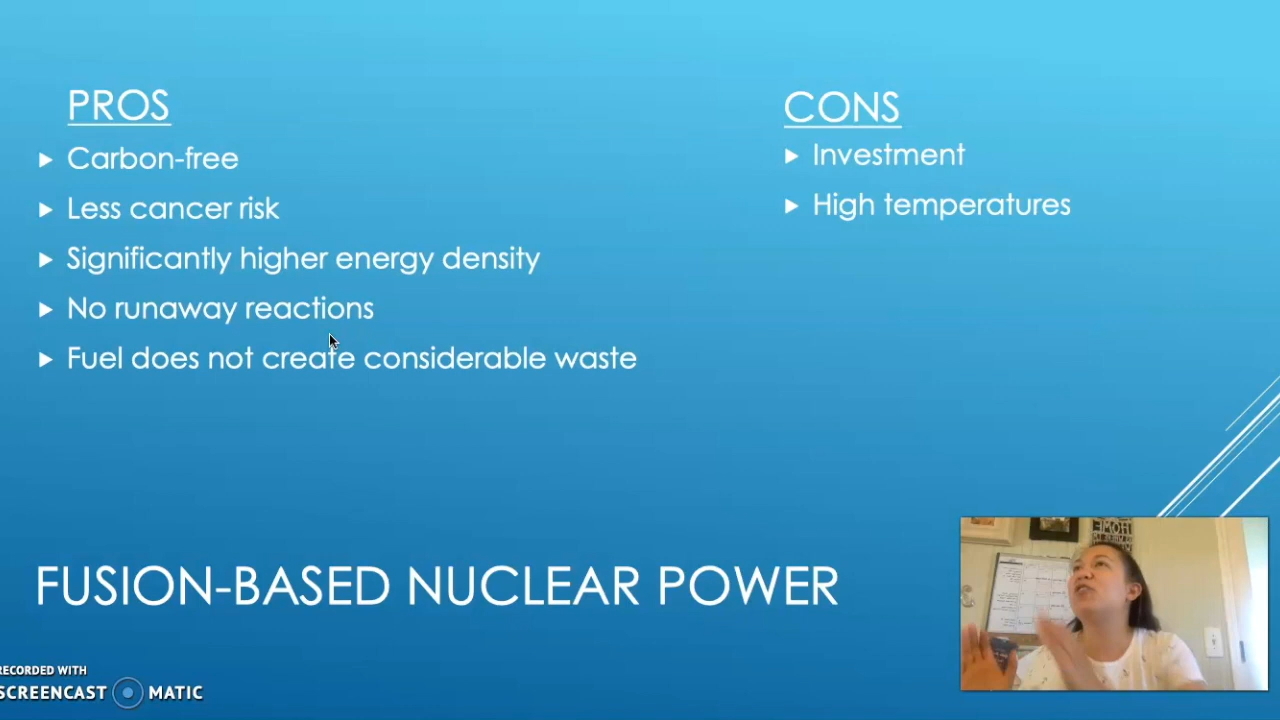 PROS
Carbon-free
Less cancer risk
Significantly higher energy density
No runaway reactions
Fuel does not create considerable waste
CONS
Investment
High temperatures
FUSION-BASED NUCLEAR POWER
RECORDED WITH
SCREENCAST MATIC
HOME